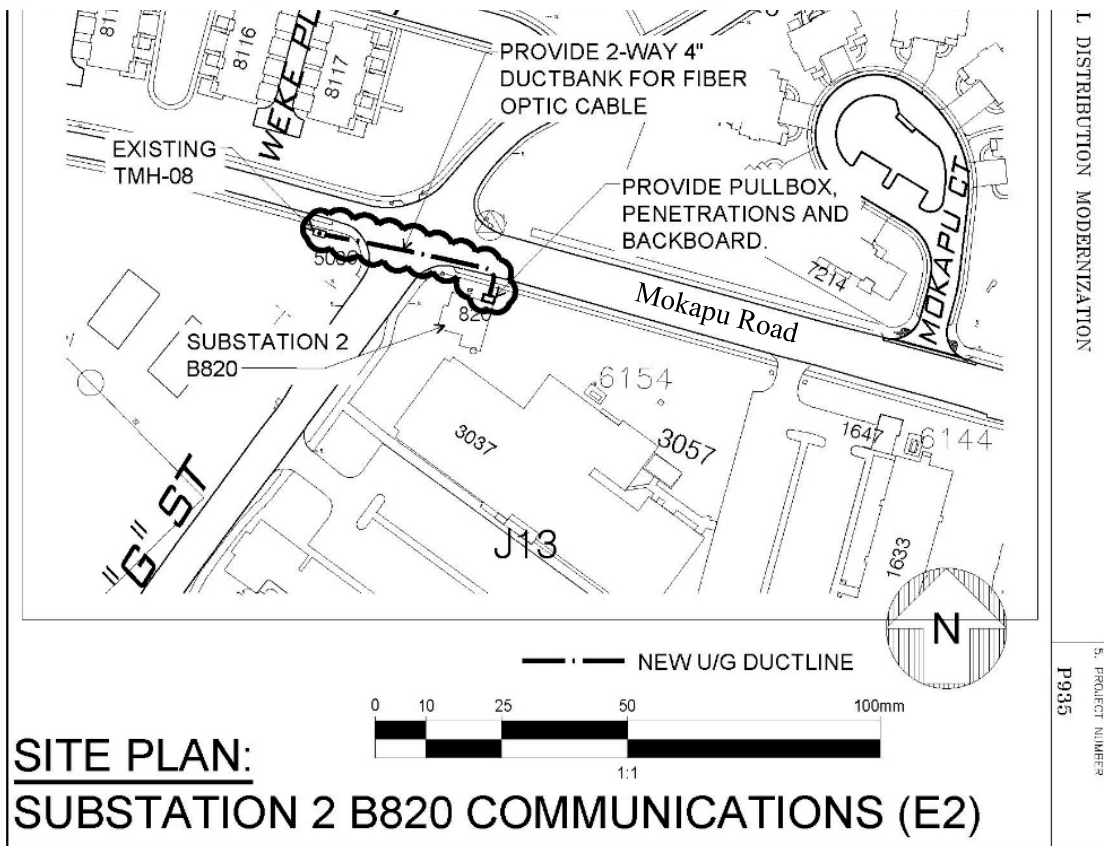 8116
8117
WEKE PL
PROVIDE 2-WAY 4"
DUCTBANK FOR FIBER
OPTIC CABLE
EXISTING
TMH-08
PROVIDE PULLBOX,
PENETRATIONS AND
BACKBOARD.
MOKAPU CT
7214
Mokapu Road
820
SUBSTATION 2
B820
6154
3037
3057
1647
6144
1633
J13
"G" ST
N
NEW U/G DUCTLINE
0 10 25 50 100mm
1:1
SITE PLAN:
SUBSTATION 2 B820 COMMUNICATIONS (E2)
L DISTRIBUTION MODERNIZATION
5. PROJECT NUMBER
P935